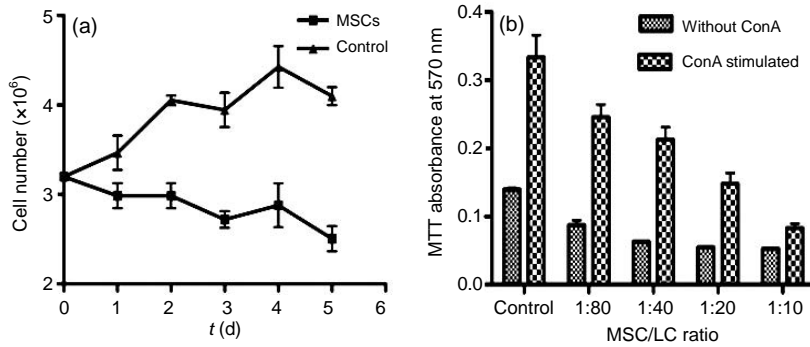 (a)
MSCs
Control
Cell number (×10⁶)
5
4
3
2
0 1 2 3 4 5 6
t (d)
(b)
Without ConA
ConA stimulated
MTT absorbance at 570 nm
0.4
0.3
0.2
0.1
0.0
Control 1:80 1:40 1:20 1:10
MSC/LC ratio